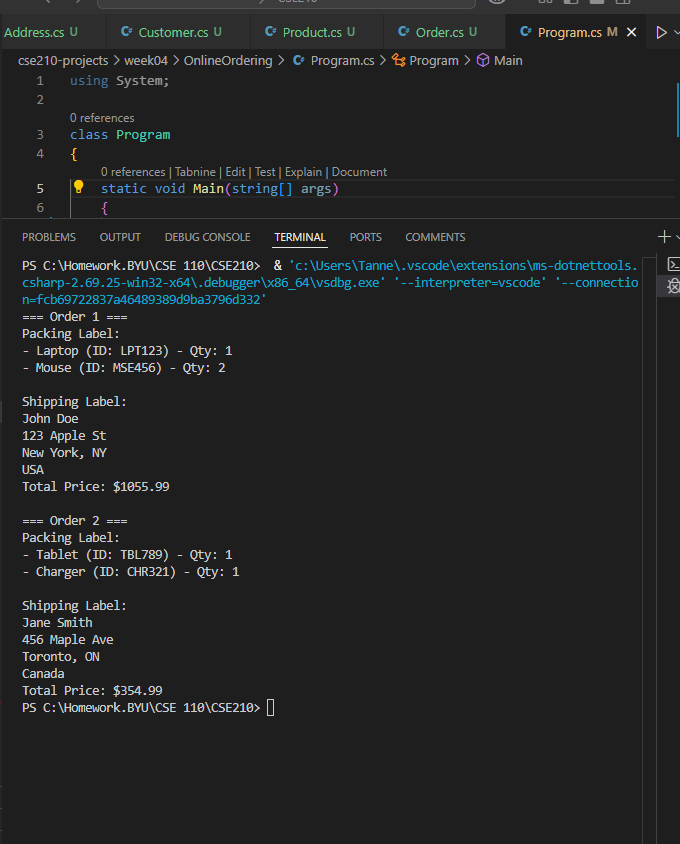 Address.cs U Customer.cs U Product.cs U Order.cs U Program.cs M
cse210-projects > week04 > OnlineOrdering > Program.cs > Program > Main
1 using System;
2
0 references
3 class Program
4 {
0 references | Tabnine | Edit | Test | Explain | Document
5 static void Main(string[] args)
6 {
PROBLEMS OUTPUT DEBUG CONSOLE TERMINAL PORTS COMMENTS
PS C:\Homework.BYU\CSE 110\CSE210> & 'c:\Users\Tanne\.vscode\extensions\ms-dotnettools.
csharp-2.69.25-win32-x64\.debugger\x86_64\vsdbg.exe' '--interpreter=vscode' '--connectio
n=fcb69722837a46489389d9ba3796d332'
=== Order 1 ===
Packing Label:
- Laptop (ID: LPT123) - Qty: 1
- Mouse (ID: MSE456) - Qty: 2
Shipping Label:
John Doe
123 Apple St
New York, NY
USA
Total Price: $1055.99
=== Order 2 ===
Packing Label:
- Tablet (ID: TBL789) - Qty: 1
- Charger (ID: CHR321) - Qty: 1
Shipping Label:
Jane Smith
456 Maple Ave
Toronto, ON
Canada
Total Price: $354.99
PS C:\Homework.BYU\CSE 110\CSE210>